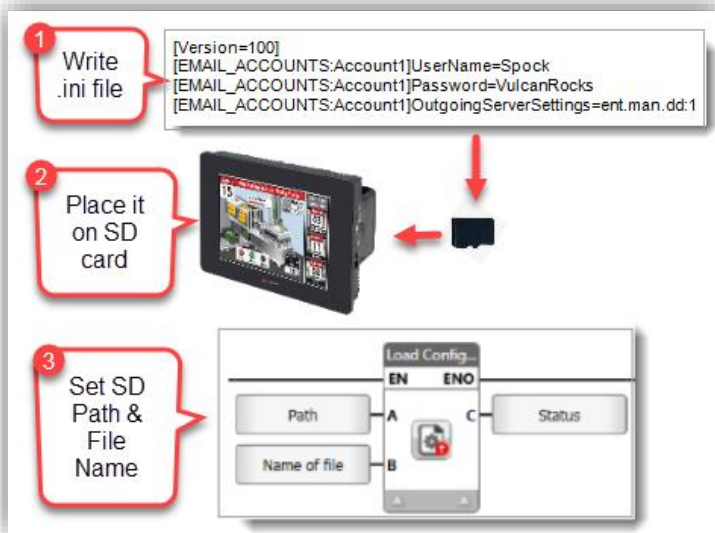 1
Write
.ini file
[Version=100]
[EMAIL_ACCOUNTS:Account1]UserName=Spock
[EMAIL_ACCOUNTS:Account1]Password=VulcanRocks
[EMAIL_ACCOUNTS:Account1]OutgoingServerSettings=ent.man.dd:1
2
Place it
on SD
card
15
3
Set SD
Path &
File
Name
Load Config...
EN ENO
Path A C Status
Name of file B